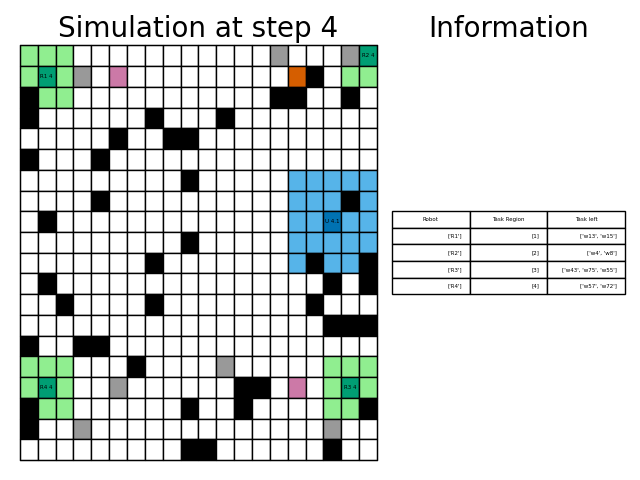 Simulation at step 4
Information
R1 4
R2 4
U 4.1
R4 4
R3 4
Robot Task Region Task left
['R1'] [1] ['w13', 'w15']
['R2'] [2] ['w4', 'w8']
['R3'] [3] ['w43', 'w75', 'w55']
['R4'] [4] ['w57', 'w72']